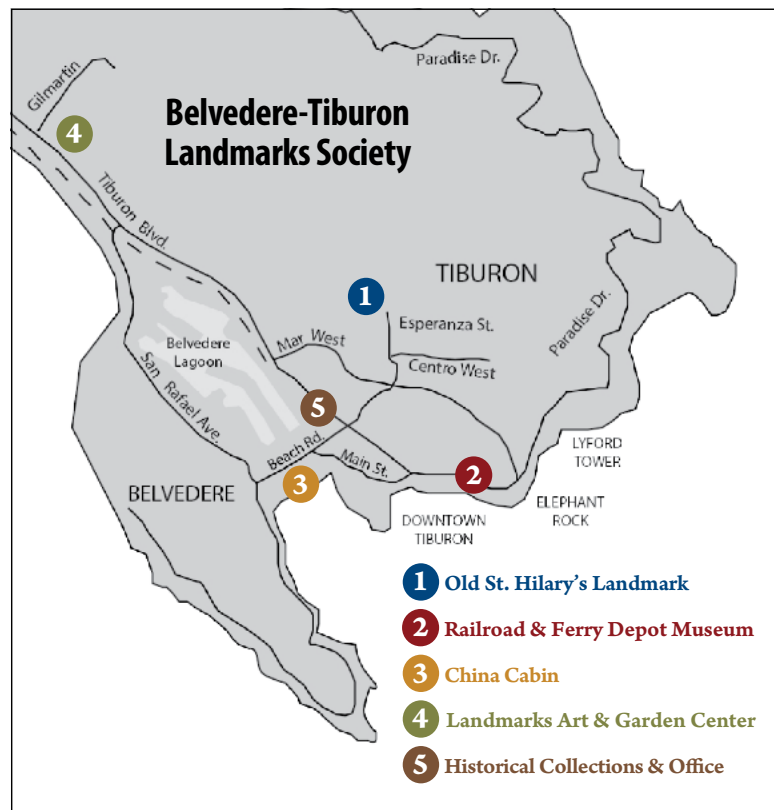 Paradise Dr.
Gilmartin
Belvedere-Tiburon
Landmarks Society
4
Tiburon Blvd.
TIBURON
1
Esperanza St.
Paradise Dr.
Mar West
Belvedere
Lagoon
Centro West
San Rafael Ave.
5
Beach Rd.
Main St.
LYFORD
TOWER
3
2
BELVEDERE
ELEPHANT
ROCK
DOWNTOWN
TIBURON
1 Old St. Hilary's Landmark
2 Railroad & Ferry Depot Museum
3 China Cabin
4 Landmarks Art & Garden Center
5 Historical Collections & Office